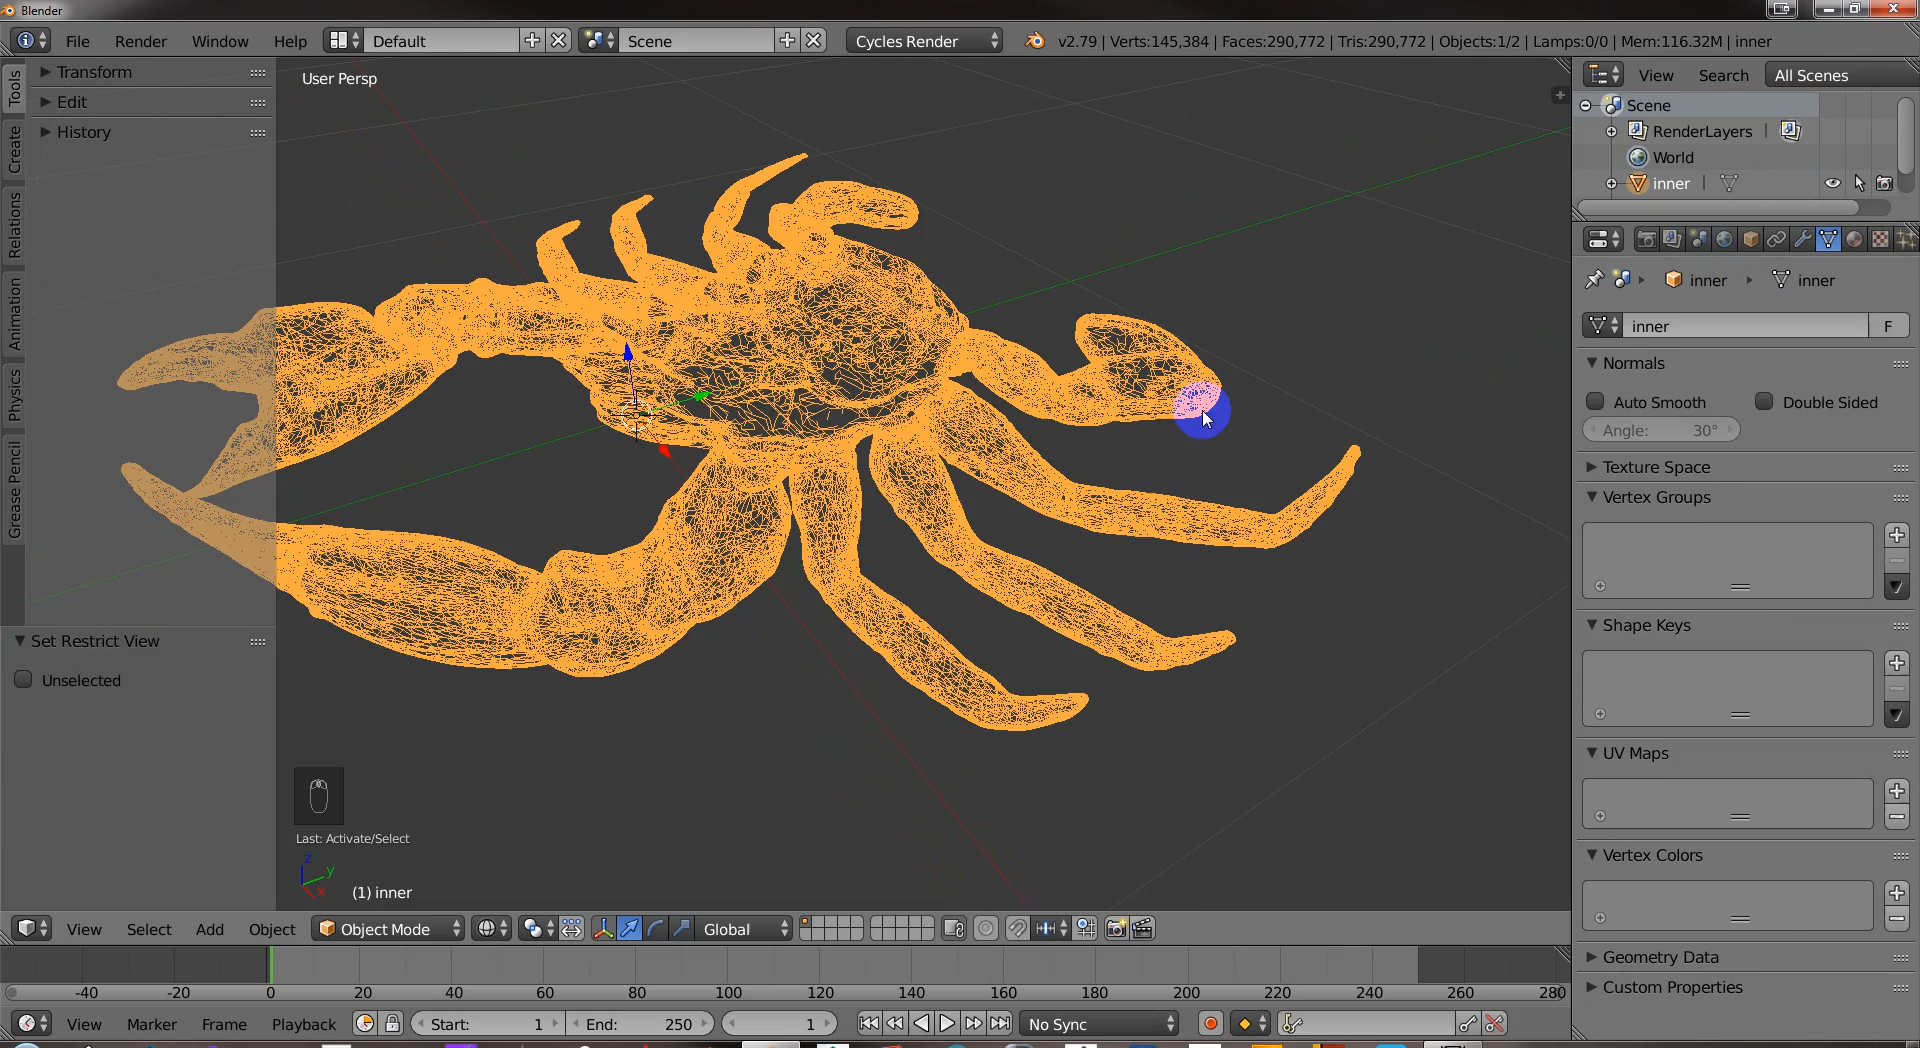 Blender
File Render Window Help Default Scene Cycles Render v2.79 | Verts:145,384 | Faces:290,772 | Tris:290,772 | Objects:1/2 | Lamps:0/0 | Mem:116.32M | inner
Tools
Create
Relations
Animation
Physics
Grease Pencil
Transform
Edit
History
Set Restrict View
Unselected
User Persp
Last: Activate/Select
z
y
x
(1) inner
View Search All Scenes
Scene
RenderLayers |
World
inner |
inner inner
inner F
Normals
Auto Smooth Double Sided
Angle: 30°
Texture Space
Vertex Groups
Shape Keys
UV Maps
Vertex Colors
Geometry Data
Custom Properties
View Select Add Object Object Mode Global
-40 -20 0 20 40 60 80 100 120 140 160 180 200 220 240 260 280
View Marker Frame Playback Start: 1 End: 250 1 No Sync